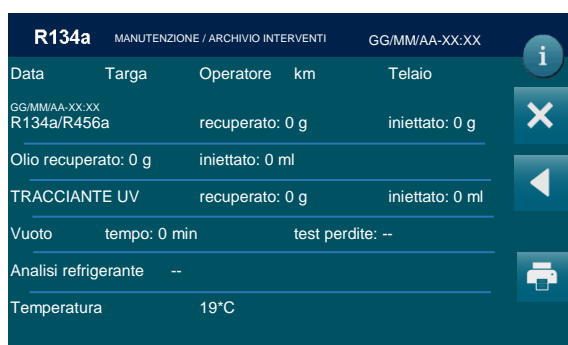 R134a MANUTENZIONE / ARCHIVIO INTERVENTI GG/MM/AA-XX:XX
i
Data Targa Operatore km Telaio
GG/MM/AA-XX:XX
R134a/R456a recuperato: 0 g iniettato: 0 g
Olio recuperato: 0 g iniettato: 0 ml
TRACCIANTE UV recuperato: 0 g iniettato: 0 ml
Vuoto tempo: 0 min test perdite: --
Analisi refrigerante --
Temperatura 19*C